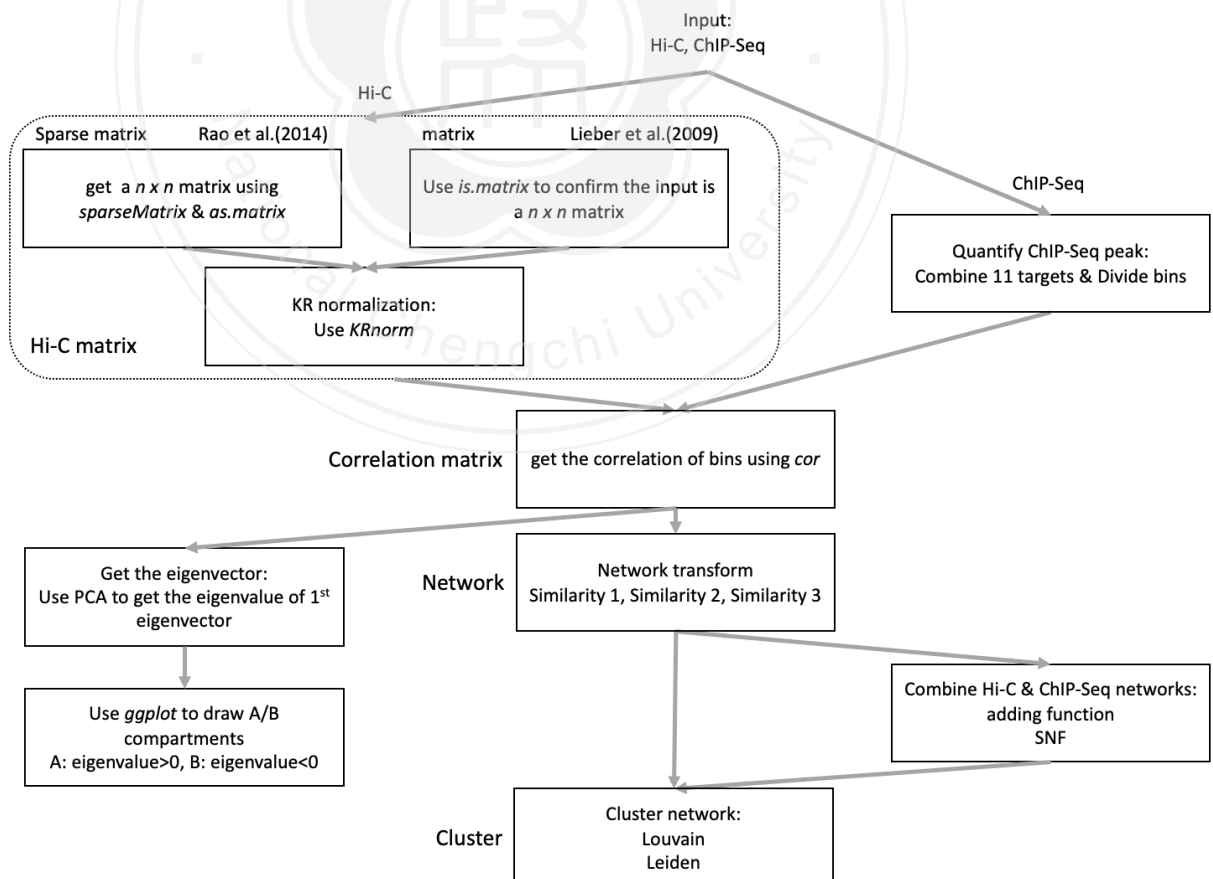 Input:
Hi-C, ChIP-Seq
Hi-C
Sparse matrix Rao et al.(2014)
matrix Lieber et al.(2009)
get a n x n matrix using
sparseMatrix & as.matrix
Use is.matrix to confirm the input is
a n x n matrix
ChIP-Seq
Quantify ChIP-Seq peak:
Combine 11 targets & Divide bins
KR normalization:
Use KRnorm
Hi-C matrix
Correlation matrix
get the correlation of bins using cor
Get the eigenvector:
Use PCA to get the eigenvalue of 1st
eigenvector
Network
Network transform
Similarity 1, Similarity 2, Similarity 3
Use ggplot to draw A/B
compartments
A: eigenvalue>0, B: eigenvalue<0
Combine Hi-C & ChIP-Seq networks:
adding function
SNF
Cluster
Cluster network:
Louvain
Leiden
National Chengchi University